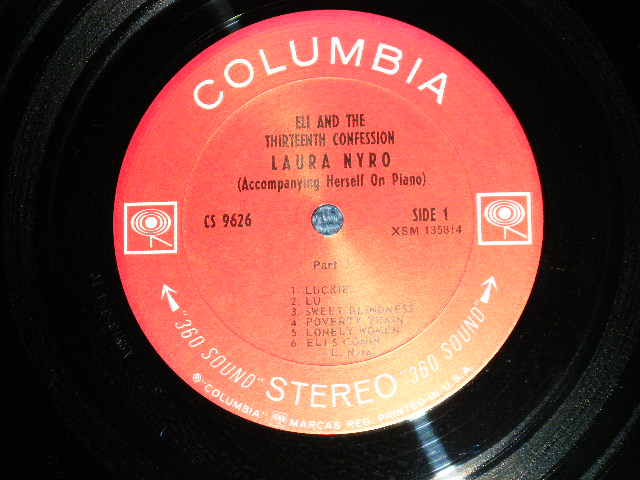 COLUMBIA
ELI AND THE
THIRTEENTH CONFESSION
LAURA NYRO
(Accompanying Herself On Piano)
CS 9626
SIDE 1
XSM 135814
Part
1. LUCKIE
2. LU
3. SWEET BLINDNESS
4. POVERTY TRAIN
5. LONELY WOMEN
6. ELI'S COMIN'
L. Nyro
"360 SOUND" STEREO "360 SOUND"
® "COLUMBIA" MARCAS REG. PRINTED IN U.S.A.